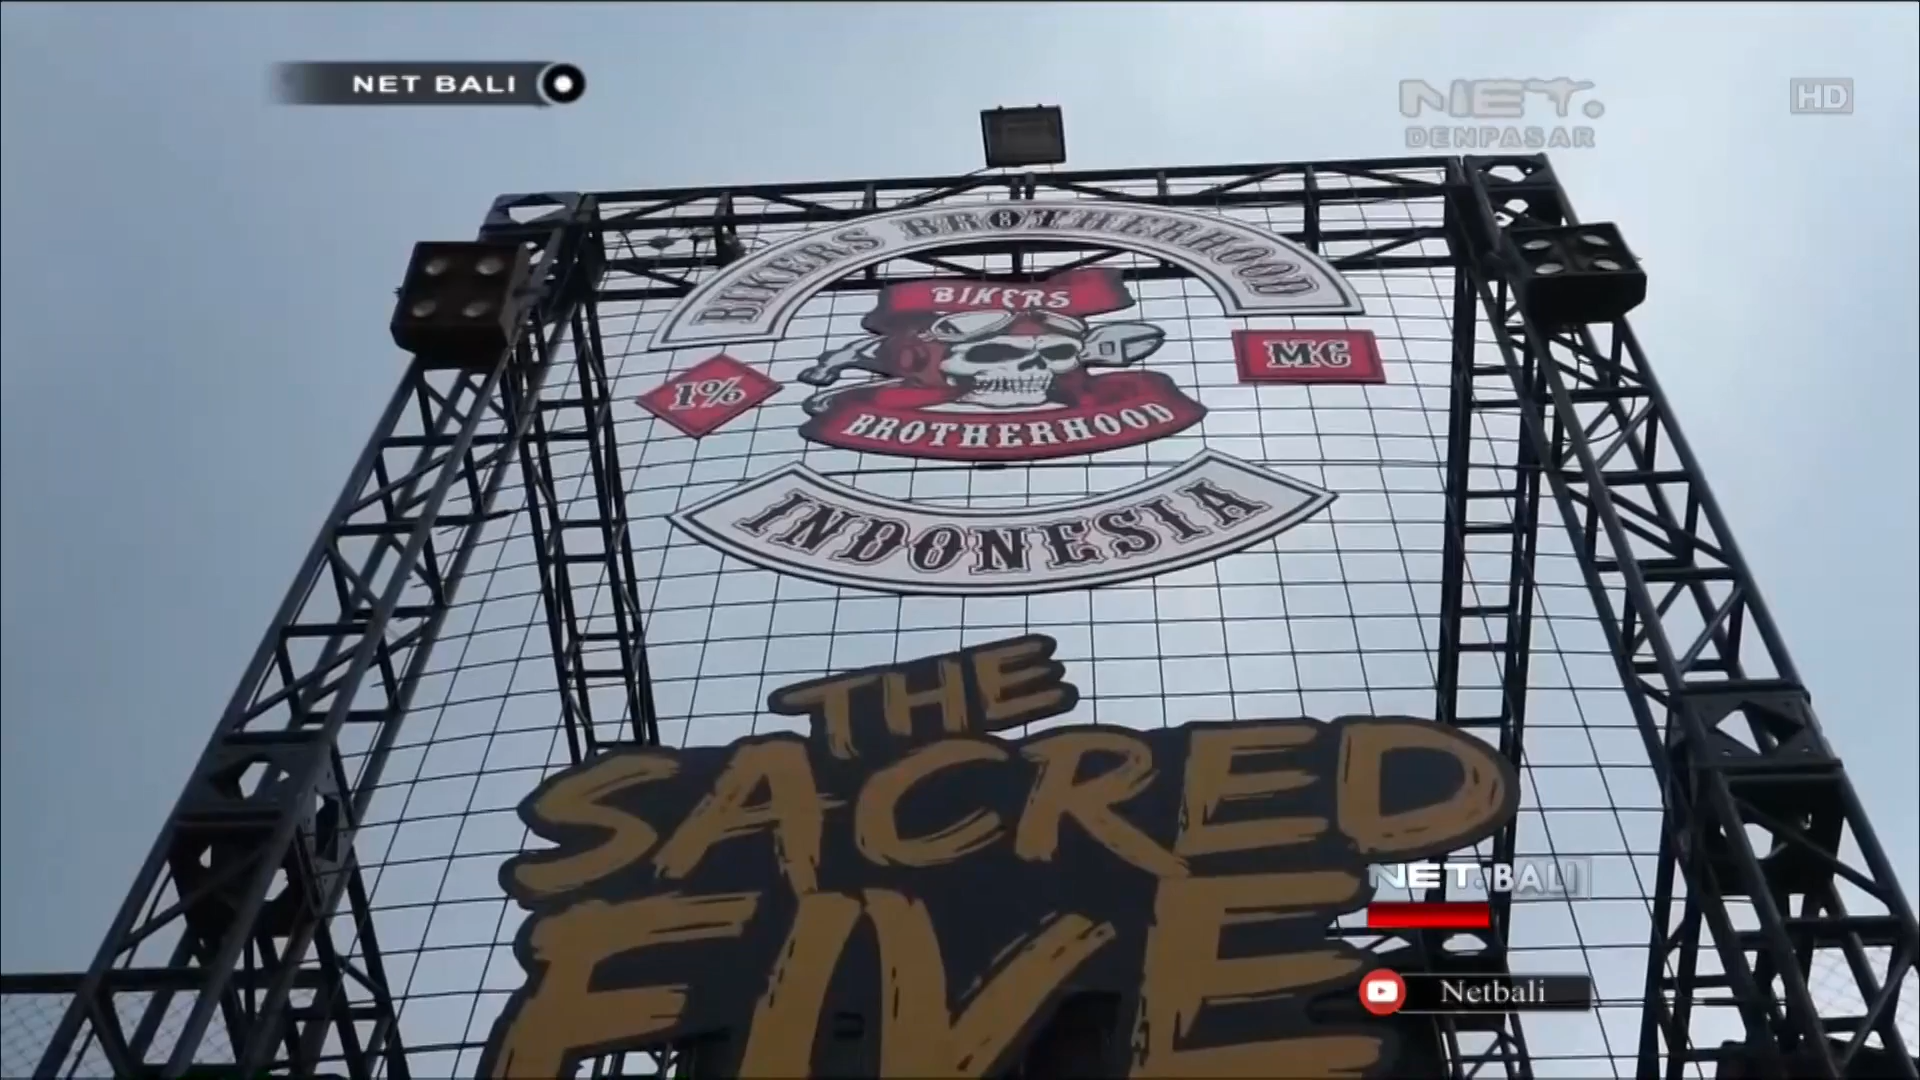 NET BALI
NET.
DENPASAR
HD
BIKERS BROTHERHOOD
BIKERS
1%
MC
BROTHERHOOD
INDONESIA
THE
SACRED
FIVE
NET. BALI
Netbali